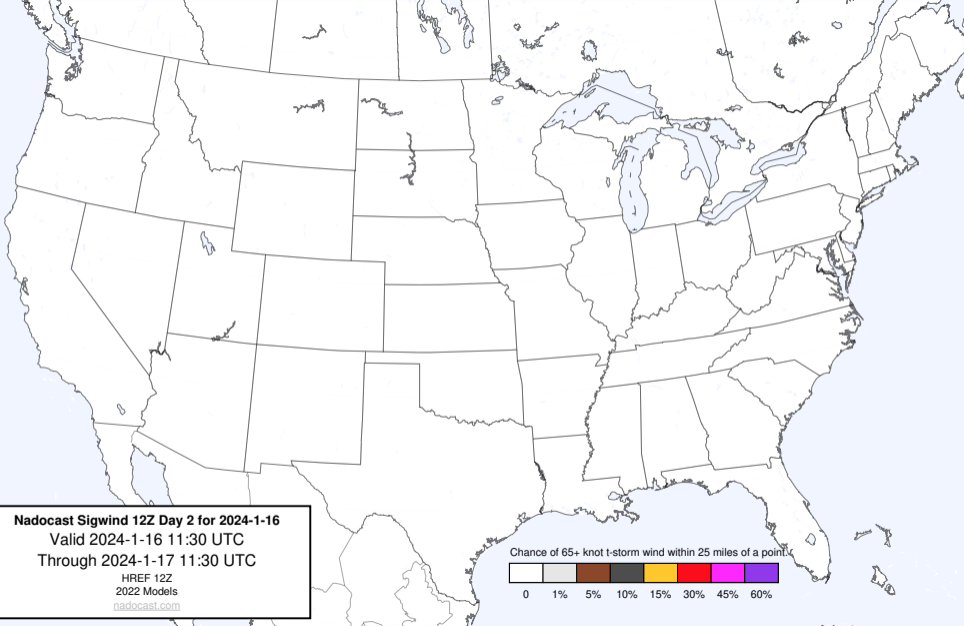 Nadocast Sigwind 12Z Day 2 for 2024-1-16
Valid 2024-1-16 11:30 UTC
Through 2024-1-17 11:30 UTC
HREF 12Z
2022 Models
nadocast.com
Chance of 65+ knot t-storm wind within 25 miles of a point.
0 1% 5% 10% 15% 30% 45% 60%